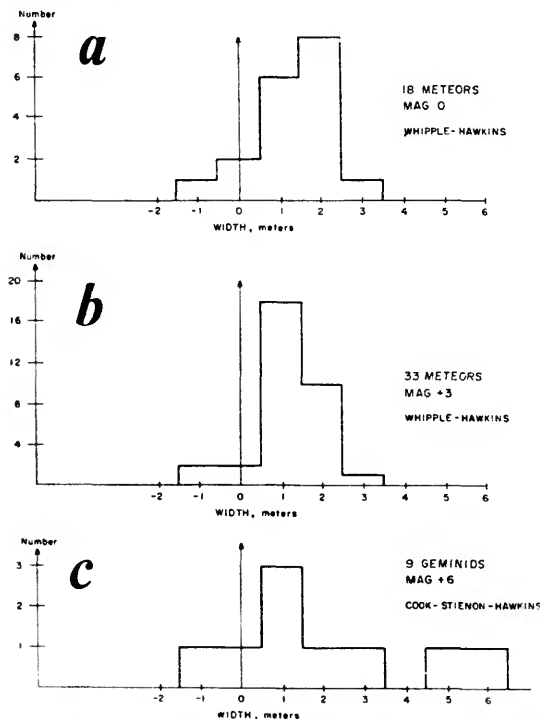 Number
a
8
6
4
2
18 METEORS
MAG 0
WHIPPLE-HAWKINS
-2 -1 0 1 2 3 4 5 6
WIDTH, meters
Number
b
20
16
12
8
4
33 METEORS
MAG +3
WHIPPLE-HAWKINS
-2 -1 0 1 2 3 4 5 6
WIDTH, meters
Number
c
3
2
1
9 GEMINIDS
MAG +6
COOK-STIENON-HAWKINS
-2 -1 0 1 2 3 4 5 6
WIDTH, meters